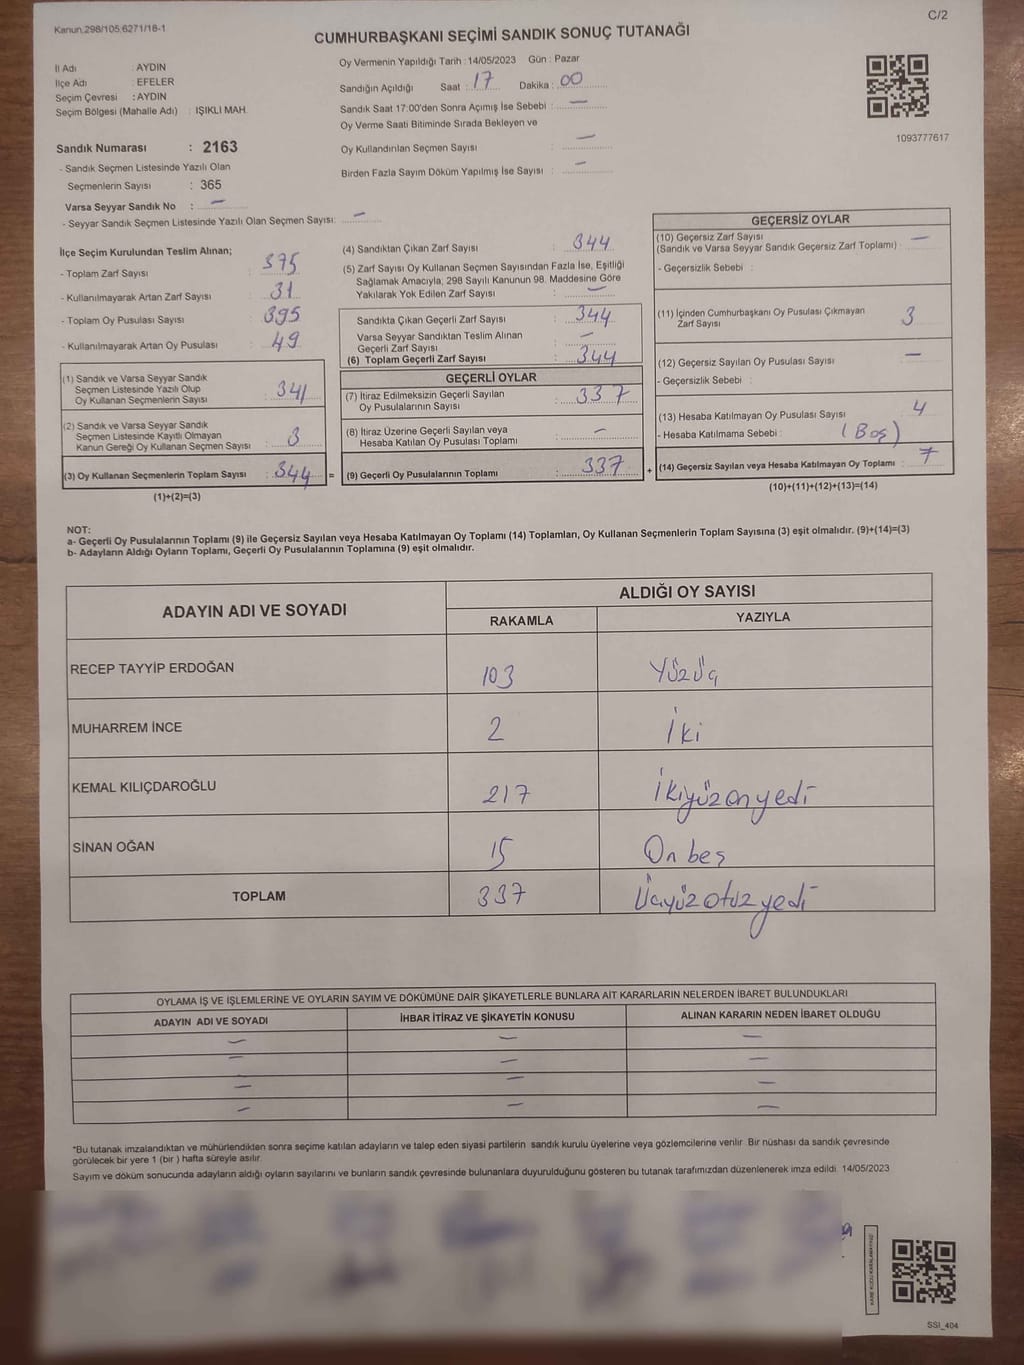 Kanun.298/105.6271/18-1
C/2
CUMHURBAŞKANI SEÇİMİ SANDIK SONUÇ TUTANAĞI
İl Adı : AYDIN
İlçe Adı : EFELER
Seçim Çevresi : AYDIN
Seçim Bölgesi (Mahalle Adı) : IŞIKLI MAH.
Sandık Numarası : 2163
- Sandık Seçmen Listesinde Yazılı Olan
Seçmenlerin Sayısı : 365
Varsa Seyyar Sandık No : —
- Seyyar Sandık Seçmen Listesinde Yazılı Olan Seçmen Sayısı: —
Oy Vermenin Yapıldığı Tarih : 14/05/2023 Gün : Pazar
Sandığın Açıldığı Saat : 17 Dakika : 00
Sandık Saat 17:00'den Sonra Açımış İse Sebebi : —
Oy Verme Saati Bitiminde Sırada Bekleyen ve
Oy Kullandırılan Seçmen Sayısı : —
Birden Fazla Sayım Döküm Yapılmış İse Sayısı : —
1093777617
İlçe Seçim Kurulundan Teslim Alınan;
- Toplam Zarf Sayısı : 375
- Kullanılmayarak Artan Zarf Sayısı : 31
- Toplam Oy Pusulası Sayısı : 395
- Kullanılmayarak Artan Oy Pusulası : 49
(1) Sandık ve Varsa Seyyar Sandık
Seçmen Listesinde Yazılı Olup
Oy Kullanan Seçmenlerin Sayısı : 341
(2) Sandık ve Varsa Seyyar Sandık
Seçmen Listesinde Kayıtlı Olmayan
Kanun Gereği Oy Kullanan Seçmen Sayısı : 3
(3) Oy Kullanan Seçmenlerin Toplam Sayısı : 344 =
(1)+(2)=(3)
(4) Sandıktan Çıkan Zarf Sayısı : 344
(5) Zarf Sayısı Oy Kullanan Seçmen Sayısından Fazla İse, Eşitliği
Sağlamak Amacıyla, 298 Sayılı Kanunun 98. Maddesine Göre
Yakılarak Yok Edilen Zarf Sayısı : —
Sandıkta Çıkan Geçerli Zarf Sayısı : 344
Varsa Seyyar Sandıktan Teslim Alınan
Geçerli Zarf Sayısı : —
(6) Toplam Geçerli Zarf Sayısı : 344
GEÇERLİ OYLAR
(7) İtiraz Edilmeksizin Geçerli Sayılan
Oy Pusulalarının Sayısı : 337
(8) İtiraz Üzerine Geçerli Sayılan veya
Hesaba Katılan Oy Pusulası Toplamı : —
(9) Geçerli Oy Pusulalarının Toplamı : 337 +
GEÇERSİZ OYLAR
(10) Geçersiz Zarf Sayısı
(Sandık ve Varsa Seyyar Sandık Geçersiz Zarf Toplamı) : —
- Geçersizlik Sebebi :
(11) İçinden Cumhurbaşkanı Oy Pusulası Çıkmayan
Zarf Sayısı : 3
(12) Geçersiz Sayılan Oy Pusulası Sayısı : —
- Geçersizlik Sebebi :
(13) Hesaba Katılmayan Oy Pusulası Sayısı : 4
- Hesaba Katılmama Sebebi : (Boş)
(14) Geçersiz Sayılan veya Hesaba Katılmayan Oy Toplamı : 7
(10)+(11)+(12)+(13)=(14)
NOT:
a- Geçerli Oy Pusulalarının Toplamı (9) ile Geçersiz Sayılan veya Hesaba Katılmayan Oy Toplamı (14) Toplamları, Oy Kullanan Seçmenlerin Toplam Sayısına (3) eşit olmalıdır. (9)+(14)=(3)
b- Adayların Aldığı Oyların Toplamı, Geçerli Oy Pusulalarının Toplamına (9) eşit olmalıdır.
ADAYIN ADI VE SOYADI
ALDIĞI OY SAYISI
RAKAMLA YAZIYLA
RECEP TAYYİP ERDOĞAN 103 Yüzüç
MUHARREM İNCE 2 İki
KEMAL KILIÇDAROĞLU 217 İkiyüzonyedi
SİNAN OĞAN 15 Onbeş
TOPLAM 337 Üçyüzotuzyedi
OYLAMA İŞ VE İŞLEMLERİNE VE OYLARIN SAYIM VE DÖKÜMÜNE DAİR ŞİKAYETLERLE BUNLARA AİT KARARLARIN NELERDEN İBARET BULUNDUKLARI
ADAYIN ADI VE SOYADI İHBAR İTİRAZ VE ŞİKAYETİN KONUSU ALINAN KARARIN NEDEN İBARET OLDUĞU
— — —
— — —
— — —
— — —
*Bu tutanak imzalandıktan ve mühürlendikten sonra seçime katılan adayların ve talep eden siyasi partilerin sandık kurulu üyelerine veya gözlemcilerine verilir. Bir nüshası da sandık çevresinde
görülecek bir yere 1 (bir ) hafta süreyle asılır.
Sayım ve döküm sonucunda adayların aldığı oyların sayılarını ve bunların sandık çevresinde bulunanlara duyurulduğunu gösteren bu tutanak tarafımızdan düzenlenerek imza edildi. 14/05/2023
KARE KODU KARALAMAYINIZ!
SSI_404